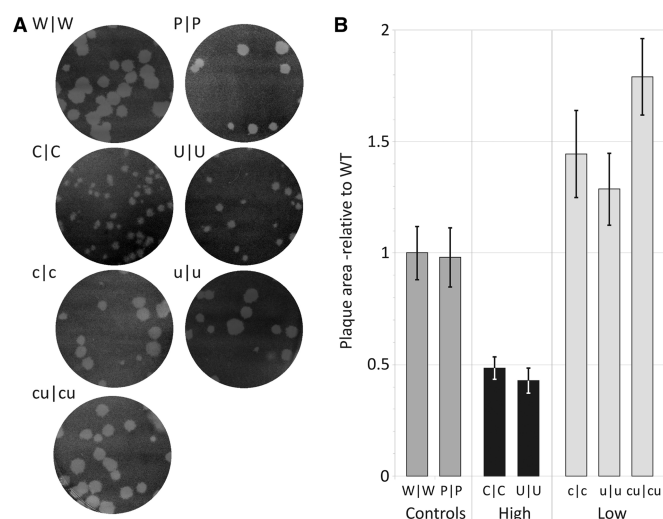 A
W|W
P|P
C|C
U|U
c|c
u|u
cu|cu
B
Plaque area -relative to WT
2
1.5
1
0.5
0
W|W P|P C|C U|U c|c u|u cu|cu
Controls High Low